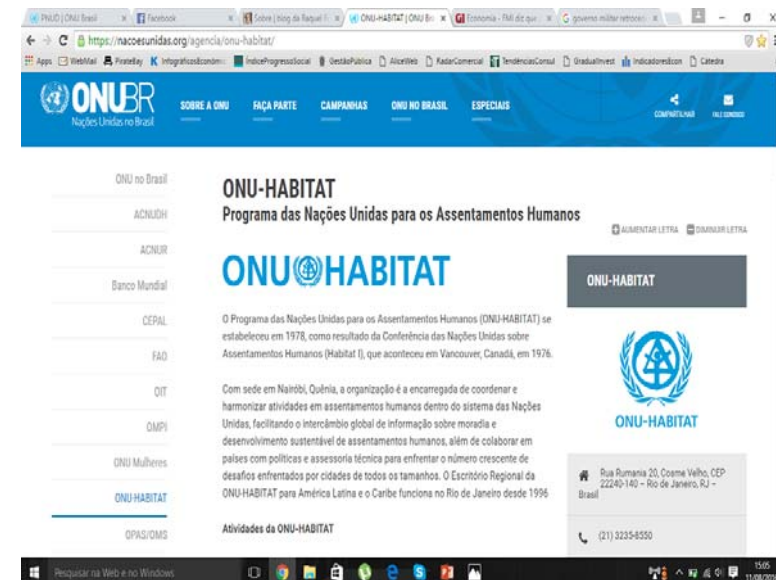 PNUD | ONU Brasil
Facebook
Sobre | blog da Raquel
ONU-HABITAT | ONU Br
Economia - FMI diz que
governo militar retroces
https://nacoesunidas.org/agencia/onu-habitat/
Apps WebMail PirateBay InfográficosEconômic ÍndiceProgressoSocial GestãoPública AliceWeb RadarComercial TendênciasConsul GradualInvest IndicadoresEcon Cátedra
ONUBR
Nações Unidas no Brasil
SOBRE A ONU FAÇA PARTE CAMPANHAS ONU NO BRASIL ESPECIAIS
COMPARTILHAR FALE CONOSCO
ONU no Brasil
ACNUDH
ACNUR
Banco Mundial
CEPAL
FAO
OIT
OMPI
ONU Mulheres
ONU-HABITAT
OPAS/OMS
ONU-HABITAT
Programa das Nações Unidas para os Assentamentos Humanos
AUMENTAR LETRA DIMINUIR LETRA
ONU HABITAT
O Programa das Nações Unidas para os Assentamentos Humanos (ONU-HABITAT) se
estabeleceu em 1978, como resultado da Conferência das Nações Unidas sobre
Assentamentos Humanos (Habitat I), que aconteceu em Vancouver, Canadá, em 1976.
Com sede em Nairóbi, Quênia, a organização é a encarregada de coordenar e
harmonizar atividades em assentamentos humanos dentro do sistema das Nações
Unidas, facilitando o intercâmbio global de informação sobre moradia e
desenvolvimento sustentável de assentamentos humanos, além de colaborar em
países com políticas e assessoria técnica para enfrentar o número crescente de
desafios enfrentados por cidades de todos os tamanhos. O Escritório Regional da
ONU-HABITAT para América Latina e o Caribe funciona no Rio de Janeiro desde 1996
Atividades da ONU-HABITAT
ONU-HABITAT
ONU-HABITAT
Rua Rumania 20, Cosme Velho, CEP
22240-140 – Rio de Janeiro, RJ –
Brasil
(21) 3235-8550
Pesquisar na Web e no Windows
15:05